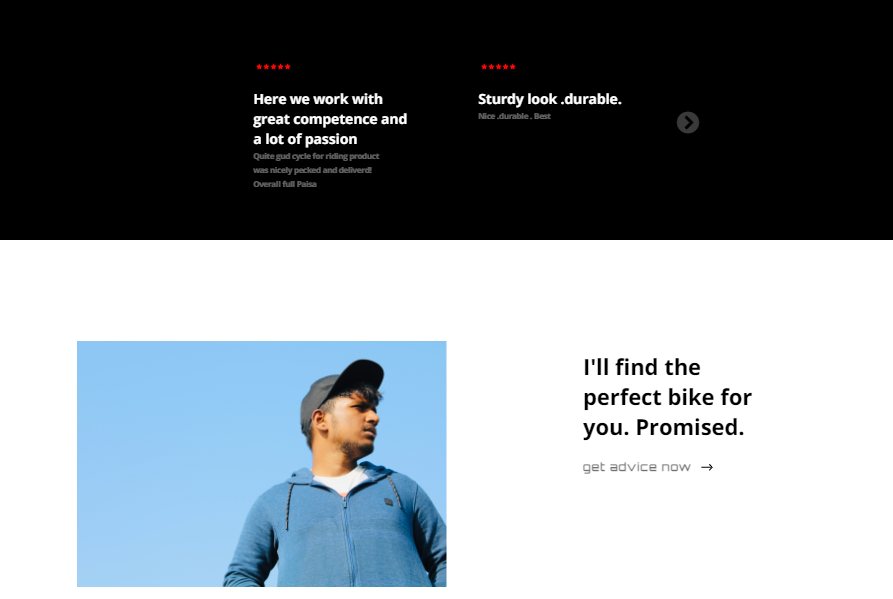 *****
Here we work with
great competence and
a lot of passion
Quite gud cycle for riding product
was nicely pecked and deliverd!
Overall full Paisa
*****
Sturdy look .durable.
Nice .durable . Best
I'll find the
perfect bike for
you. Promised.
get advice now →